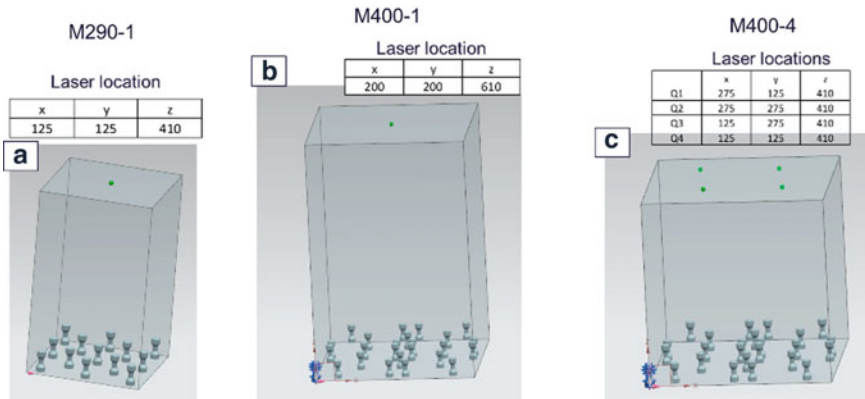 M290-1
Laser location
x y z
125 125 410
a
M400-1
Laser location
b
x y z
200 200 610
M400-4
Laser locations
x y z
Q1 275 125 410
Q2 275 275 410
Q3 125 275 410
Q4 125 125 410
c